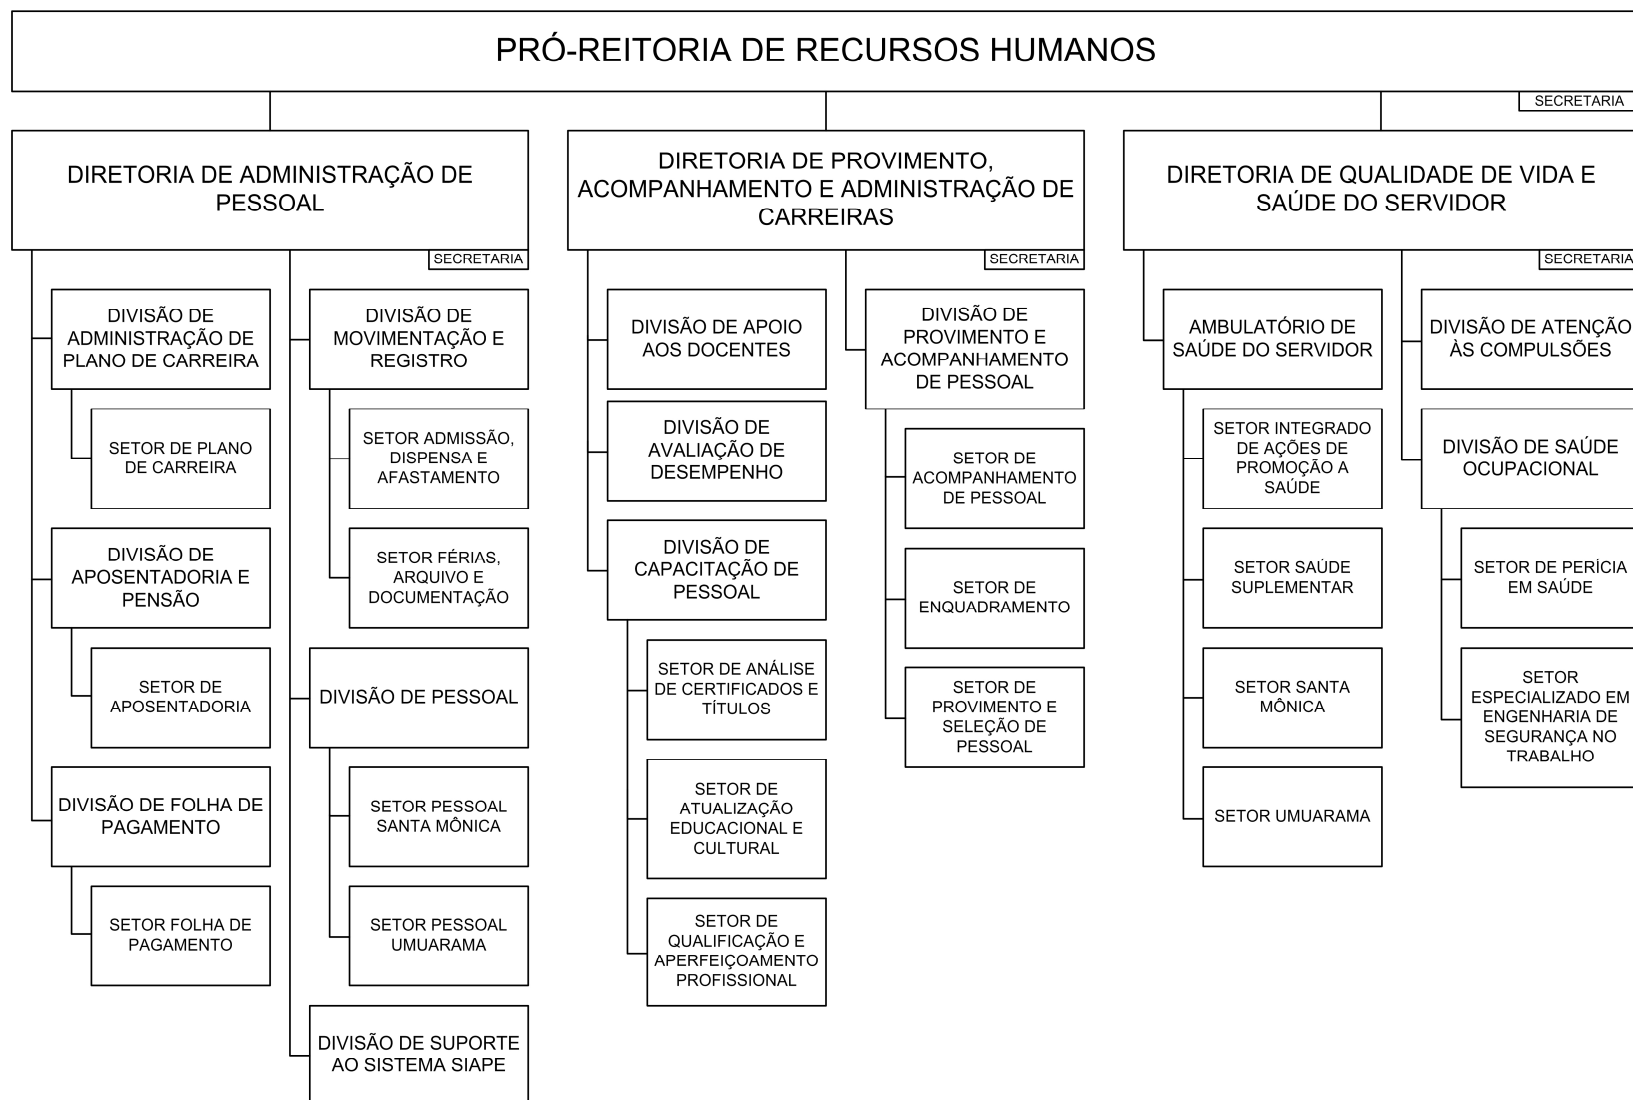 PRÓ-REITORIA DE RECURSOS HUMANOS
SECRETARIA
DIRETORIA DE ADMINISTRAÇÃO DE
PESSOAL
SECRETARIA
DIVISÃO DE
ADMINISTRAÇÃO DE
PLANO DE CARREIRA
SETOR DE PLANO
DE CARREIRA
DIVISÃO DE
APOSENTADORIA E
PENSÃO
SETOR DE
APOSENTADORIA
DIVISÃO DE FOLHA DE
PAGAMENTO
SETOR FOLHA DE
PAGAMENTO
DIVISÃO DE
MOVIMENTAÇÃO E
REGISTRO
SETOR ADMISSÃO,
DISPENSA E
AFASTAMENTO
SETOR FÉRIAS,
ARQUIVO E
DOCUMENTAÇÃO
DIVISÃO DE PESSOAL
SETOR PESSOAL
SANTA MÔNICA
SETOR PESSOAL
UMUARAMA
DIVISÃO DE SUPORTE
AO SISTEMA SIAPE
DIRETORIA DE PROVIMENTO,
ACOMPANHAMENTO E ADMINISTRAÇÃO DE
CARREIRAS
SECRETARIA
DIVISÃO DE APOIO
AOS DOCENTES
DIVISÃO DE
AVALIAÇÃO DE
DESEMPENHO
DIVISÃO DE
CAPACITAÇÃO DE
PESSOAL
SETOR DE ANÁLISE
DE CERTIFICADOS E
TÍTULOS
SETOR DE
ATUALIZAÇÃO
EDUCACIONAL E
CULTURAL
SETOR DE
QUALIFICAÇÃO E
APERFEIÇOAMENTO
PROFISSIONAL
DIVISÃO DE
PROVIMENTO E
ACOMPANHAMENTO
DE PESSOAL
SETOR DE
ACOMPANHAMENTO
DE PESSOAL
SETOR DE
ENQUADRAMENTO
SETOR DE
PROVIMENTO E
SELEÇÃO DE
PESSOAL
DIRETORIA DE QUALIDADE DE VIDA E
SAÚDE DO SERVIDOR
SECRETARIA
AMBULATÓRIO DE
SAÚDE DO SERVIDOR
SETOR INTEGRADO
DE AÇÕES DE
PROMOÇÃO A
SAÚDE
SETOR SAÚDE
SUPLEMENTAR
SETOR SANTA
MÔNICA
SETOR UMUARAMA
DIVISÃO DE ATENÇÃO
ÀS COMPULSÕES
DIVISÃO DE SAÚDE
OCUPACIONAL
SETOR DE PERÍCIA
EM SAÚDE
SETOR
ESPECIALIZADO EM
ENGENHARIA DE
SEGURANÇA NO
TRABALHO